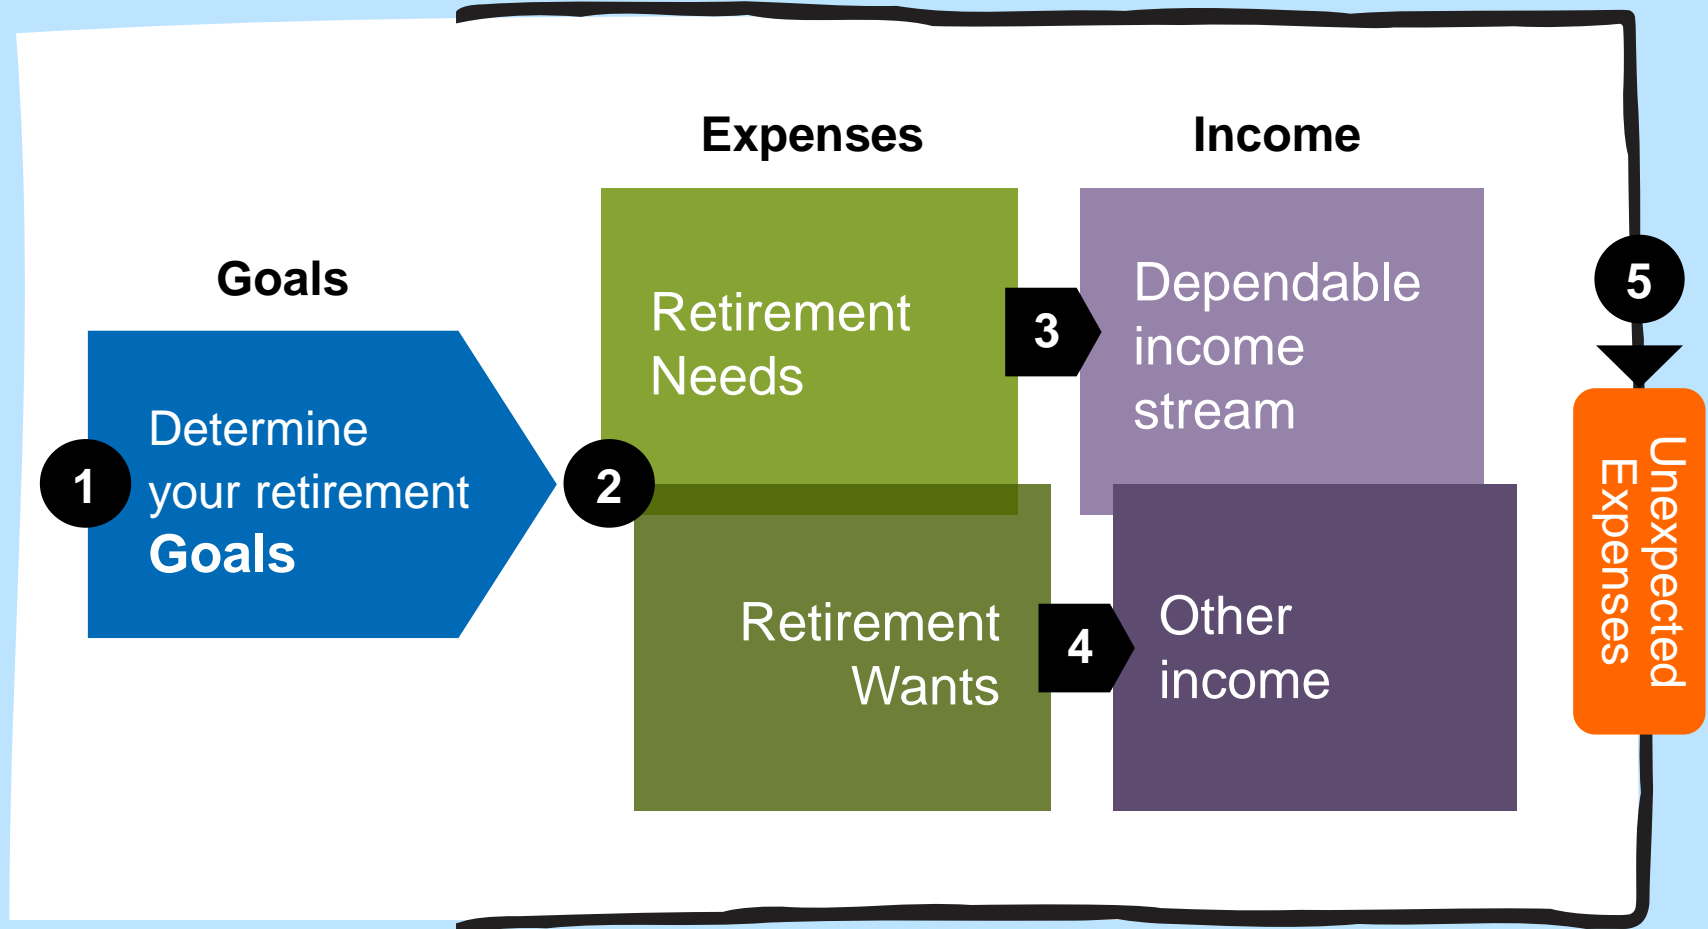 Goals
1
Determine
your retirement
Goals
Expenses
2
Retirement
Needs
Retirement
Wants
Income
3
Dependable
income
stream
4
Other
income
5
Unexpected
Expenses